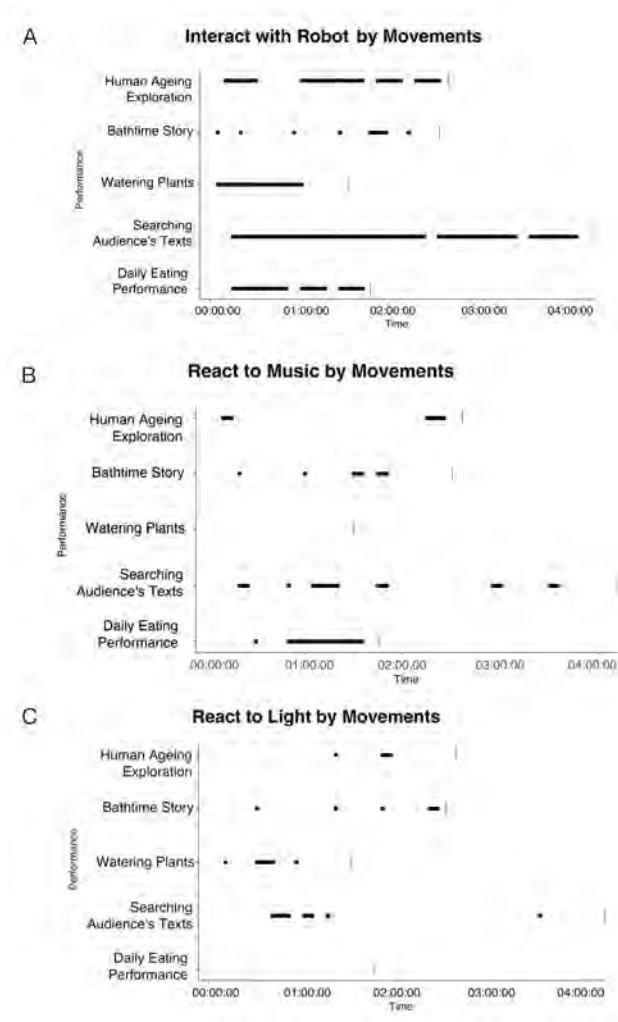 A
Interact with Robot by Movements
Human Ageing
Exploration
Bathtime Story
Watering Plants
Searching
Audience's Texts
Daily Eating
Performance
Performance
00:00:00 01:00:00 02:00:00 03:00:00 04:00:00
Time
B
React to Music by Movements
Human Ageing
Exploration
Bathtime Story
Watering Plants
Searching
Audience's Texts
Daily Eating
Performance
Performance
00:00:00 01:00:00 02:00:00 03:00:00 04:00:00
Time
C
React to Light by Movements
Human Ageing
Exploration
Bathtime Story
Watering Plants
Searching
Audience's Texts
Daily Eating
Performance
Performance
00:00:00 01:00:00 02:00:00 03:00:00 04:00:00
Time